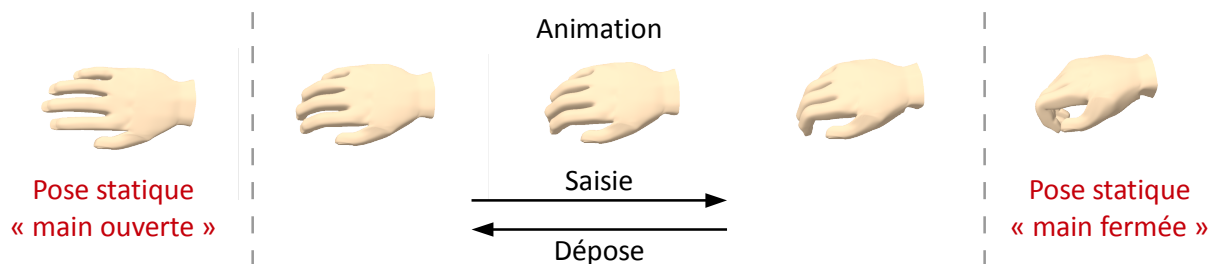 Animation
Pose statique
« main ouverte »
Saisie
Dépose
Pose statique
« main fermée »